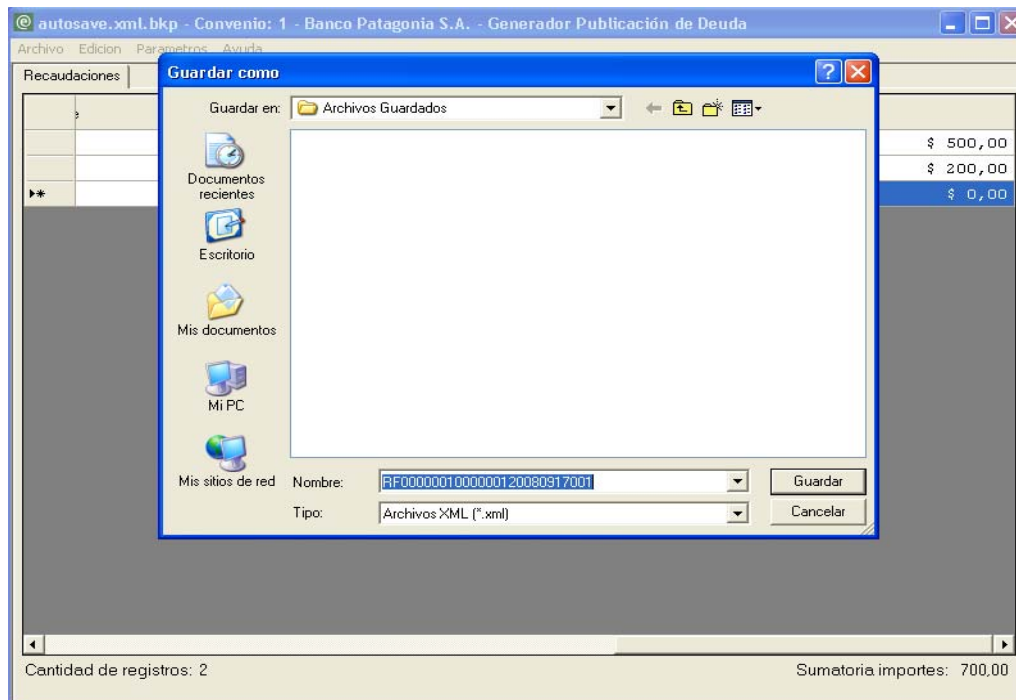 autosave.xml.bkp - Convenio: 1 - Banco Patagonia S.A. - Generador Publicación de Deuda
Archivo Edicion Parametros Ayuda
Recaudaciones
Guardar como
Guardar en: Archivos Guardados
$ 500,00
$ 200,00
$ 0,00
Documentos
recientes
Escritorio
Mis documentos
Mi PC
Mis sitios de red
Nombre: RF0000001000000120080917001
Guardar
Tipo: Archivos XML (*.xml)
Cancelar
Cantidad de registros: 2
Sumatoria importes: 700,00